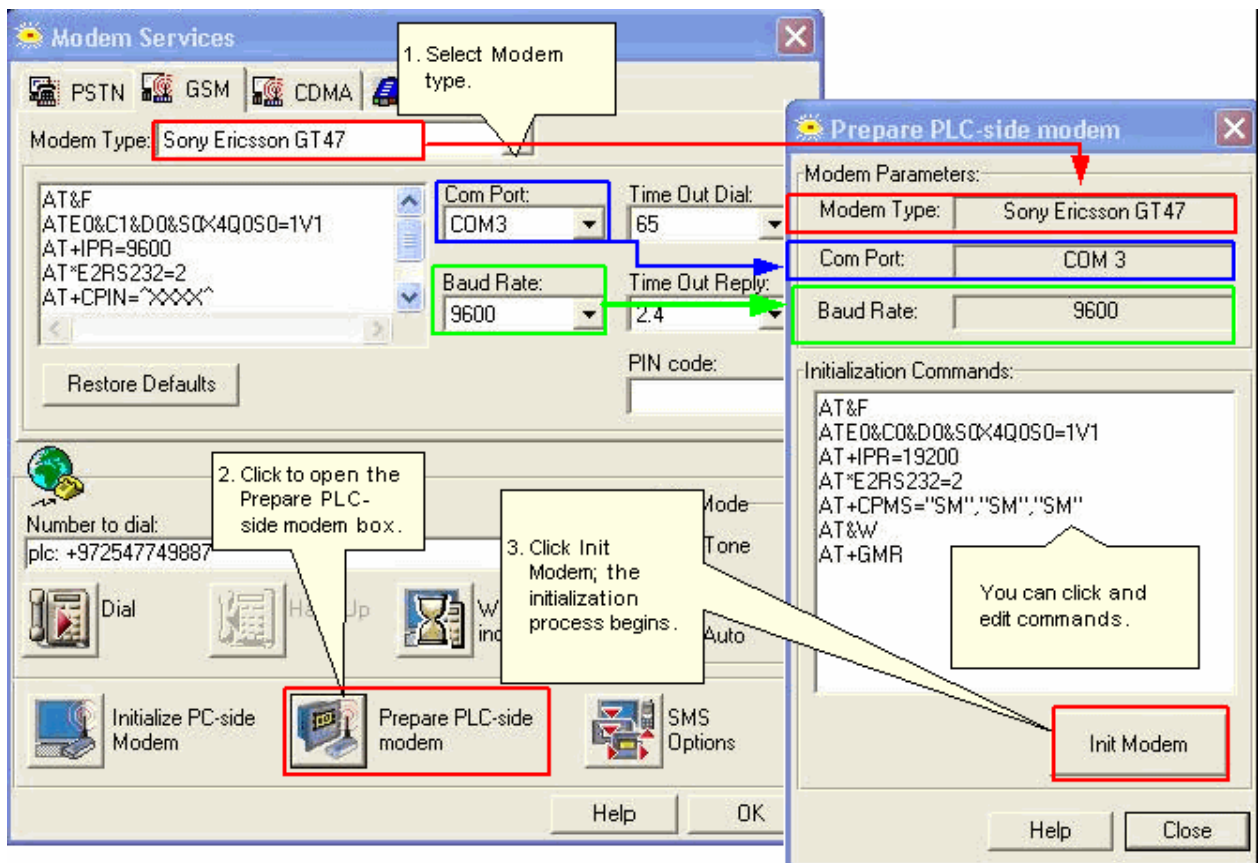 Modem Services
1. Select Modem
type.
PSTN
GSM
CDMA
Modem Type:
Sony Ericsson GT47
AT&F
ATE0&C1&D0&S0X4Q0S0=1V1
AT+IPR=9600
AT*E2RS232=2
AT+CPIN=^XXXX^
Com Port:
COM3
Time Out Dial:
65
Baud Rate:
9600
Time Out Reply:
2.4
PIN code:
Restore Defaults
2. Click to open the
Prepare PLC-
side modem box.
Number to dial:
plc: +972547749887
Mode
Tone
Auto
Dial
3. Click Init
Modem; the
initialization
process begins.
Initialize PC-side
Modem
Prepare PLC-side
modem
SMS
Options
Help
OK
Prepare PLC-side modem
Modem Parameters:
Modem Type:
Sony Ericsson GT47
Com Port:
COM 3
Baud Rate:
9600
Initialization Commands:
AT&F
ATE0&C0&D0&S0X4Q0S0=1V1
AT+IPR=19200
AT*E2RS232=2
AT+CPMS="SM","SM","SM"
AT&W
AT+GMR
You can click and
edit commands.
Init Modem
Help
Close